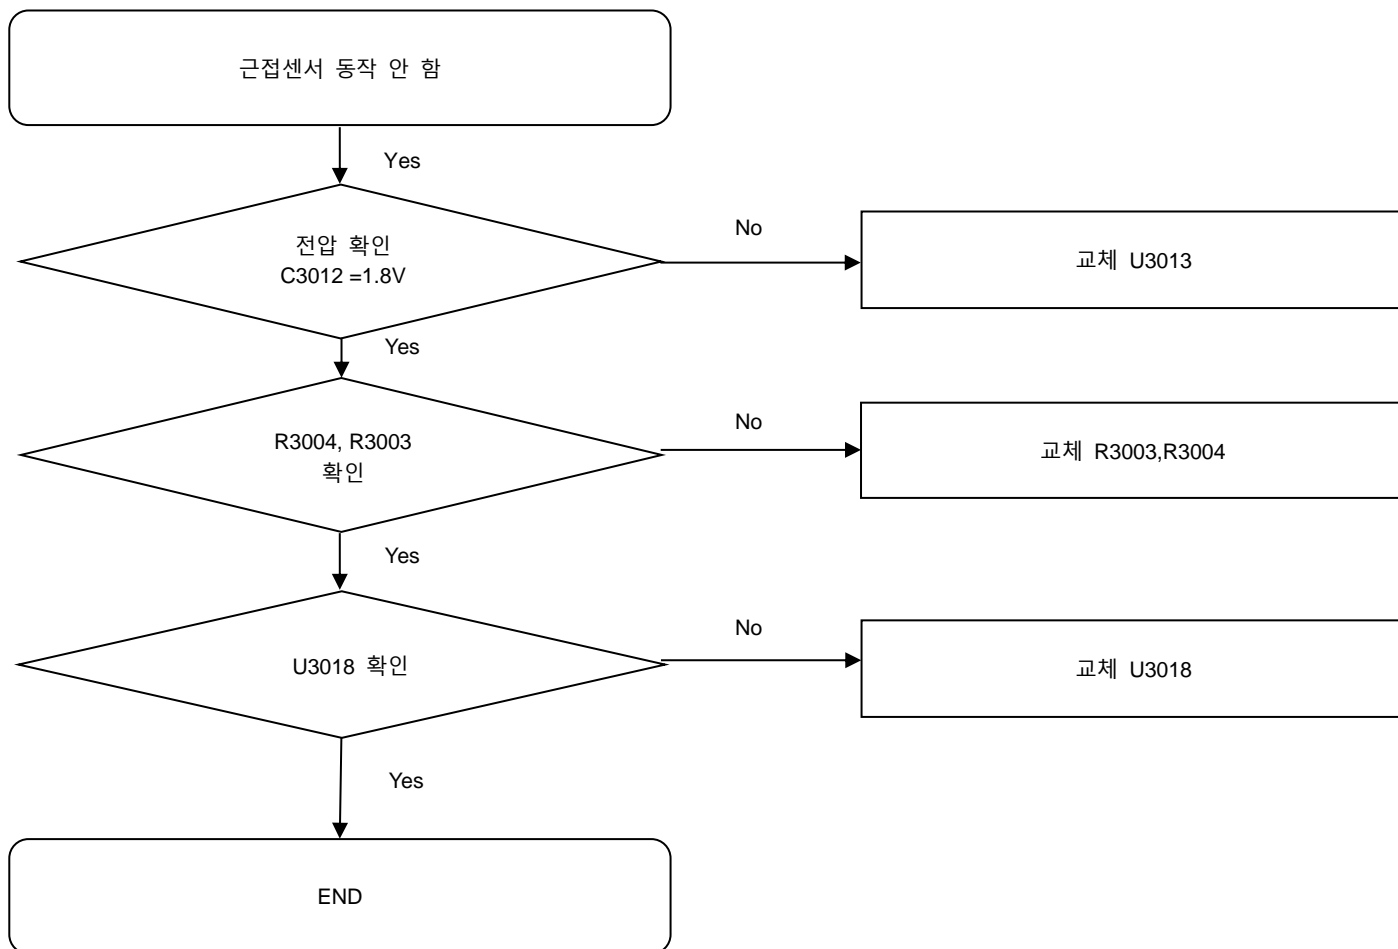 근접센서 동작 안 함
Yes
전압 확인
C3012 =1.8V
No
교체 U3013
Yes
R3004, R3003
확인
No
교체 R3003,R3004
Yes
U3018 확인
No
교체 U3018
Yes
END